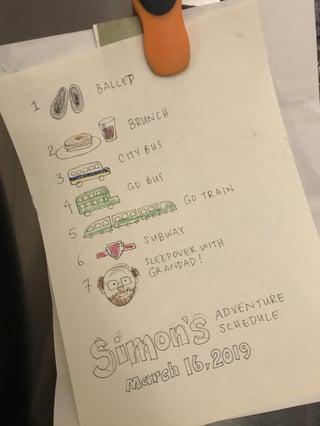 1 BALLET
2 BRUNCH
3 CITY BUS
4 GO BUS
5 GO TRAIN
6 SUBWAY
7 SLEEPOVER WITH
GRANDAD!
Simon's ADVENTURE
SCHEDULE
March 16, 2019